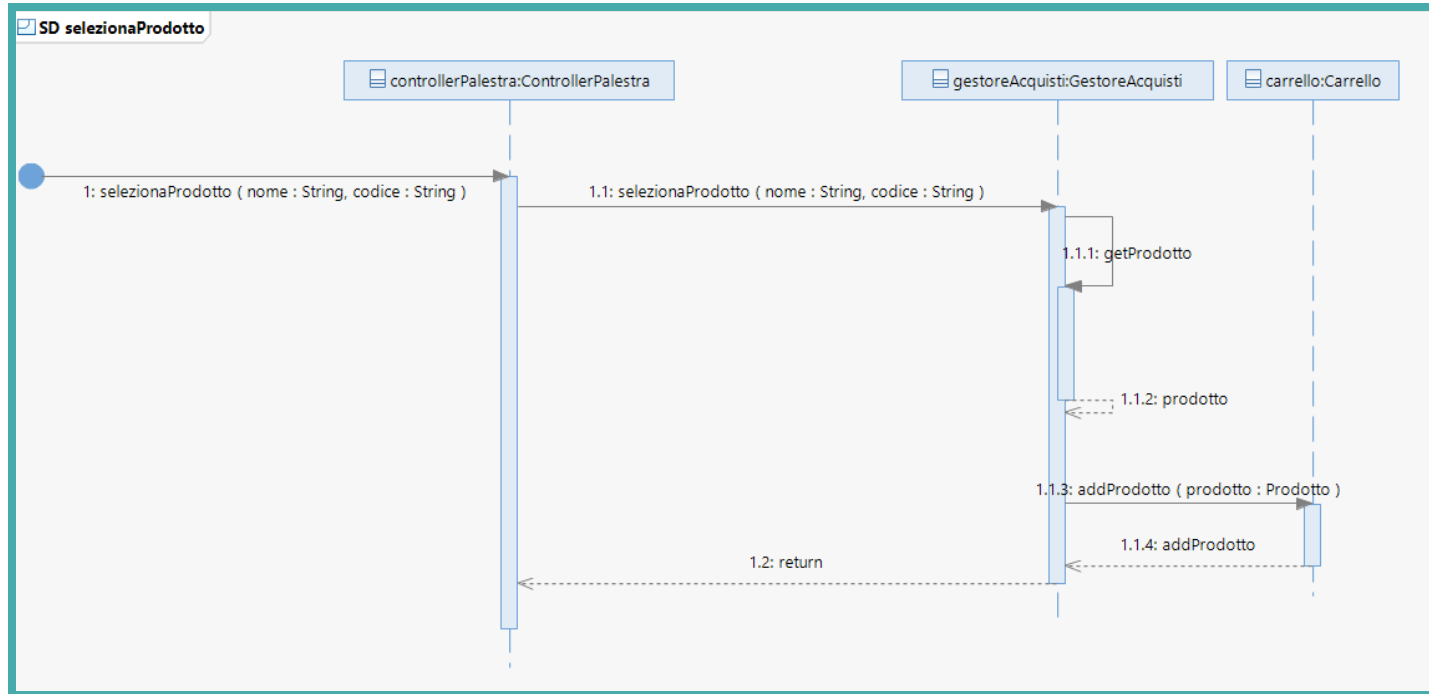 SD selezionaProdotto
controllerPalestra:ControllerPalestra
gestoreAcquisti:GestoreAcquisti
carrello:Carrello
1: selezionaProdotto ( nome : String, codice : String )
1.1: selezionaProdotto ( nome : String, codice : String )
1.1.1: getProdotto
1.1.2: prodotto
1.1.3: addProdotto ( prodotto : Prodotto )
1.1.4: addProdotto
1.2: return